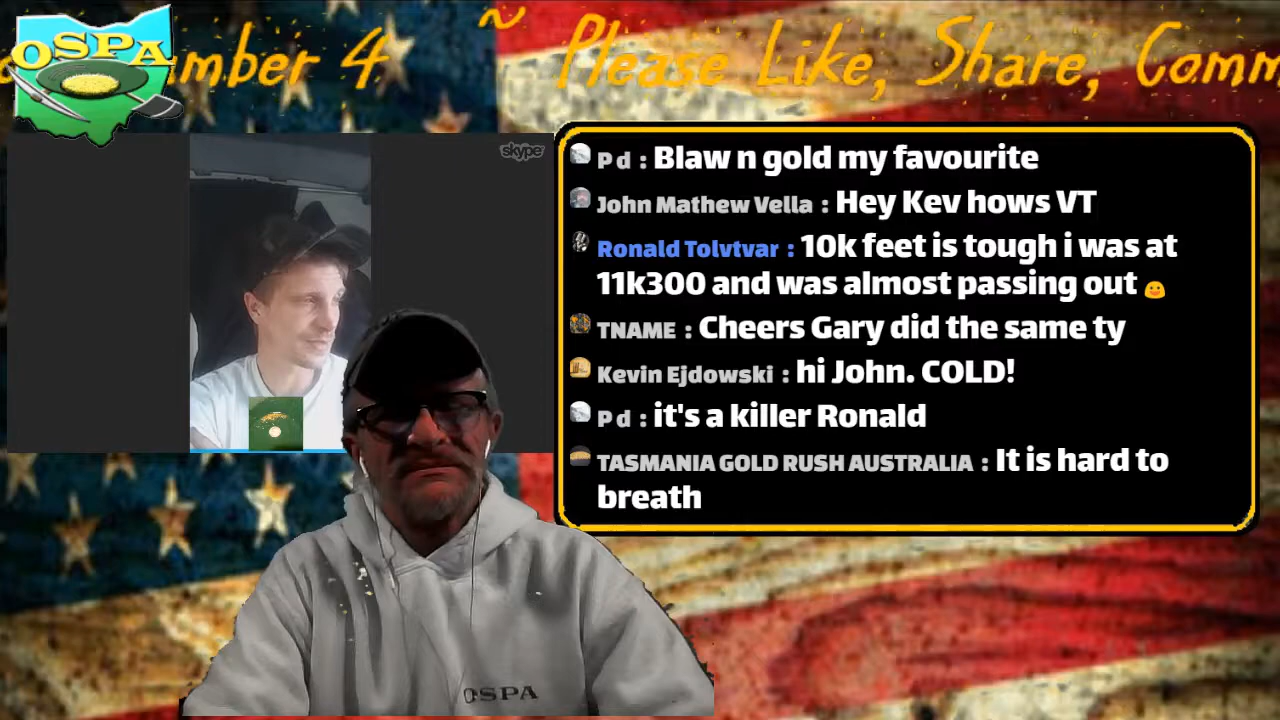 OSPA
mber 4 ~ Please Like, Share, Comm
skype
P d : Blaw n gold my favourite
John Mathew Vella : Hey Kev hows VT
Ronald Tolvtvar : 10k feet is tough i was at
11k300 and was almost passing out
TNAME : Cheers Gary did the same ty
Kevin Ejdowski : hi John. COLD!
P d : it's a killer Ronald
TASMANIA GOLD RUSH AUSTRALIA : It is hard to
breath
OSPA